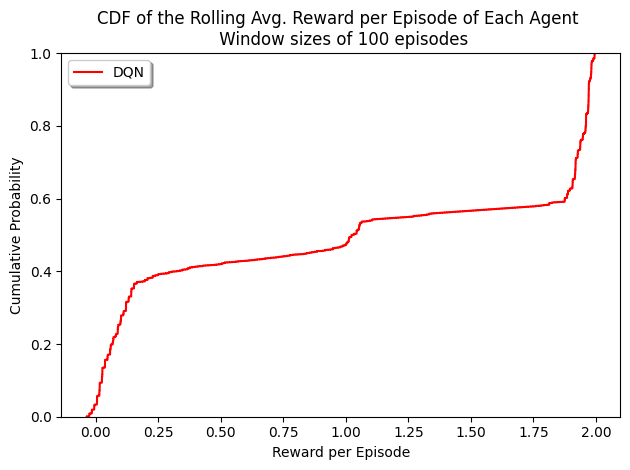 CDF of the Rolling Avg. Reward per Episode of Each Agent
Window sizes of 100 episodes
DQN
Cumulative Probability
1.0
0.8
0.6
0.4
0.2
0.0
0.00 0.25 0.50 0.75 1.00 1.25 1.50 1.75 2.00
Reward per Episode